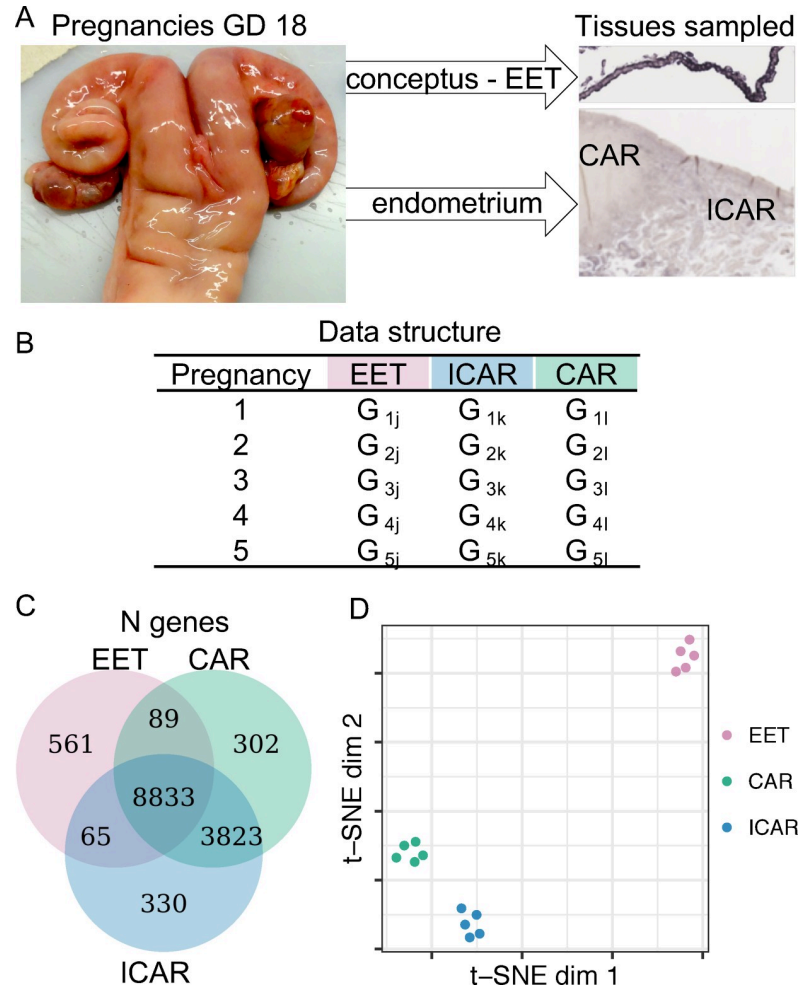 A
Pregnancies GD 18
Tissues sampled
conceptus - EET
endometrium
CAR
ICAR
B
Data structure
Pregnancy EET ICAR CAR
1 G 1j G 1k G 1l
2 G 2j G 2k G 2l
3 G 3j G 3k G 3l
4 G 4j G 4k G 4l
5 G 5j G 5k G 5l
C
N genes
EET CAR
561 89 302
8833
65 3823
330
ICAR
D
t–SNE dim 2
t–SNE dim 1
EET
CAR
ICAR